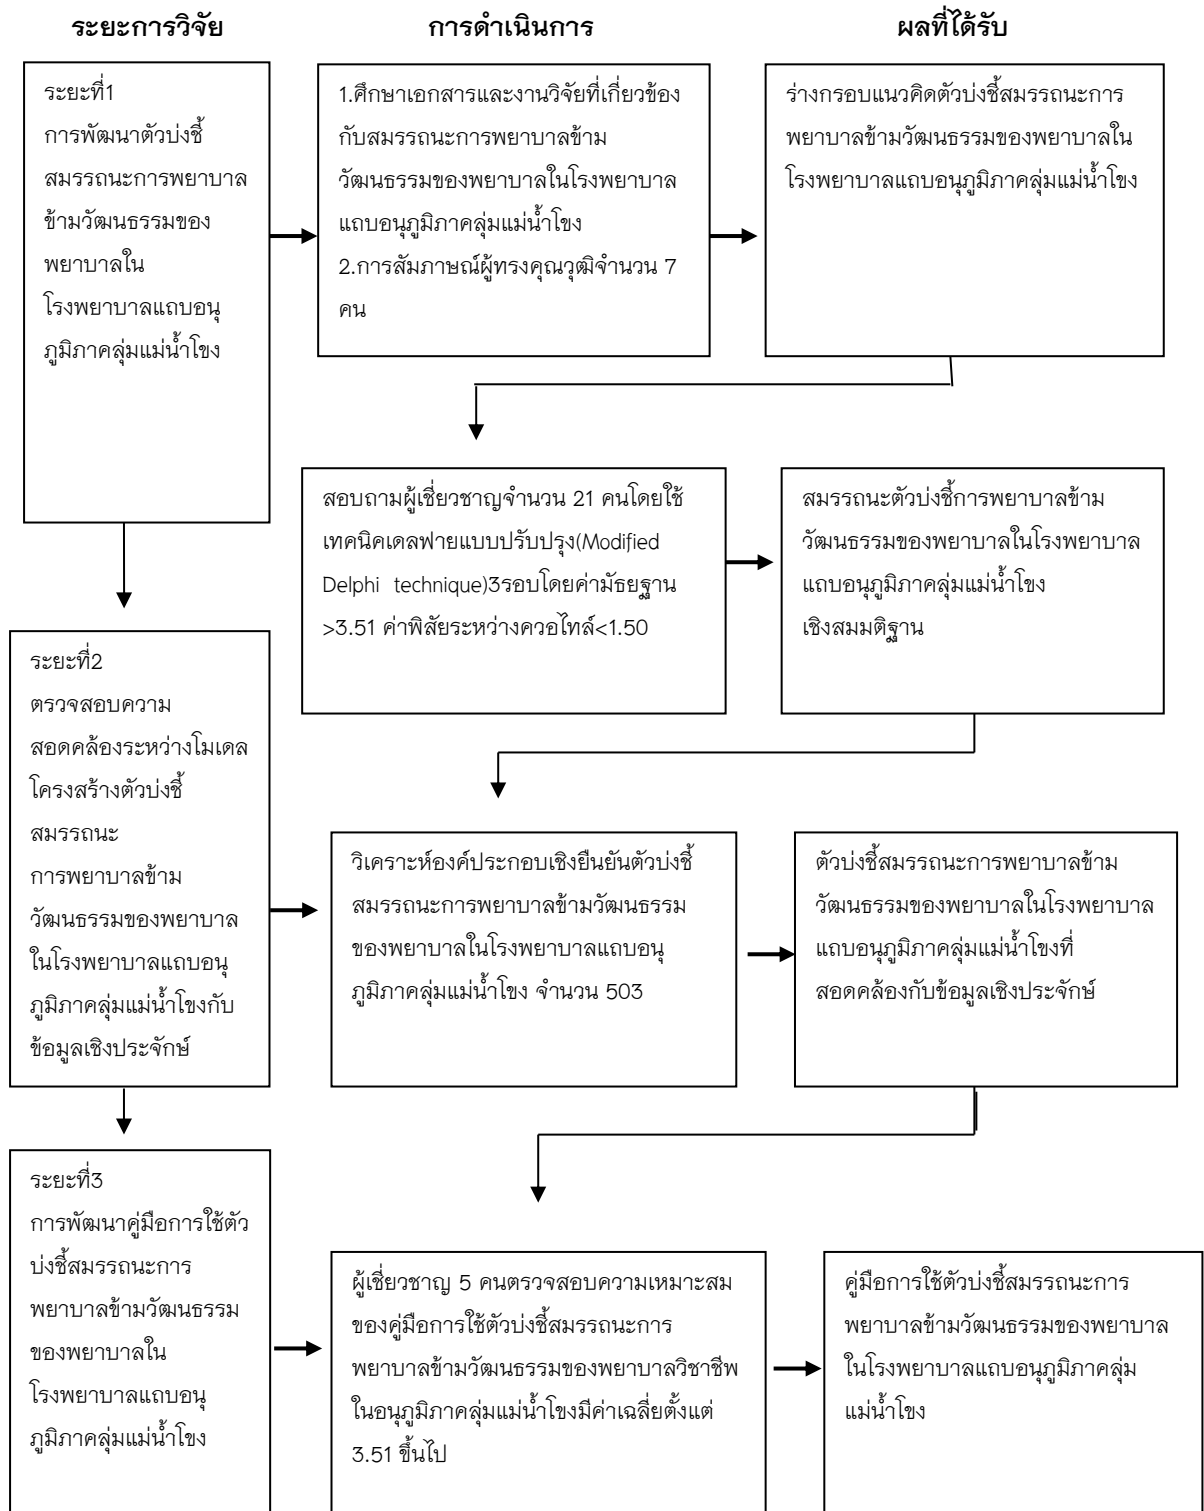 ระยะการวิจัย
การดำเนินการ
ผลที่ได้รับ
ระยะที่1
การพัฒนาตัวบ่งชี้
สมรรถนะการพยาบาล
ข้ามวัฒนธรรมของ
พยาบาลใน
โรงพยาบาลแถบอนุ
ภูมิภาคลุ่มแม่น้ำโขง
1.ศึกษาเอกสารและงานวิจัยที่เกี่ยวข้อง
กับสมรรถนะการพยาบาลข้าม
วัฒนธรรมของพยาบาลในโรงพยาบาล
แถบอนุภูมิภาคลุ่มแม่น้ำโขง
2.การสัมภาษณ์ผู้ทรงคุณวุฒิจำนวน 7
คน
ร่างกรอบแนวคิดตัวบ่งชี้สมรรถนะการ
พยาบาลข้ามวัฒนธรรมของพยาบาลใน
โรงพยาบาลแถบอนุภูมิภาคลุ่มแม่น้ำโขง
สอบถามผู้เชี่ยวชาญจำนวน 21 คนโดยใช้
เทคนิคเดลฟายแบบปรับปรุง(Modified
Delphi technique)3รอบโดยค่ามัธยฐาน
>3.51 ค่าพิสัยระหว่างควอไทล์<1.50
สมรรถนะตัวบ่งชี้การพยาบาลข้าม
วัฒนธรรมของพยาบาลในโรงพยาบาล
แถบอนุภูมิภาคลุ่มแม่น้ำโขง
เชิงสมมติฐาน
ระยะที่2
ตรวจสอบความ
สอดคล้องระหว่างโมเดล
โครงสร้างตัวบ่งชี้
สมรรถนะ
การพยาบาลข้าม
วัฒนธรรมของพยาบาล
ในโรงพยาบาลแถบอนุ
ภูมิภาคลุ่มแม่น้ำโขงกับ
ข้อมูลเชิงประจักษ์
วิเคราะห์องค์ประกอบเชิงยืนยันตัวบ่งชี้
สมรรถนะการพยาบาลข้ามวัฒนธรรม
ของพยาบาลในโรงพยาบาลแถบอนุ
ภูมิภาคลุ่มแม่น้ำโขง จำนวน 503
ตัวบ่งชี้สมรรถนะการพยาบาลข้าม
วัฒนธรรมของพยาบาลในโรงพยาบาล
แถบอนุภูมิภาคลุ่มแม่น้ำโขงที่
สอดคล้องกับข้อมูลเชิงประจักษ์
ระยะที่3
การพัฒนาคู่มือการใช้ตัว
บ่งชี้สมรรถนะการ
พยาบาลข้ามวัฒนธรรม
ของพยาบาลใน
โรงพยาบาลแถบอนุ
ภูมิภาคลุ่มแม่น้ำโขง
ผู้เชี่ยวชาญ 5 คนตรวจสอบความเหมาะสม
ของคู่มือการใช้ตัวบ่งชี้สมรรถนะการ
พยาบาลข้ามวัฒนธรรมของพยาบาลวิชาชีพ
ในอนุภูมิภาคลุ่มแม่น้ำโขงมีค่าเฉลี่ยตั้งแต่
3.51 ขึ้นไป
คู่มือการใช้ตัวบ่งชี้สมรรถนะการ
พยาบาลข้ามวัฒนธรรมของพยาบาล
ในโรงพยาบาลแถบอนุภูมิภาคลุ่ม
แม่น้ำโขง